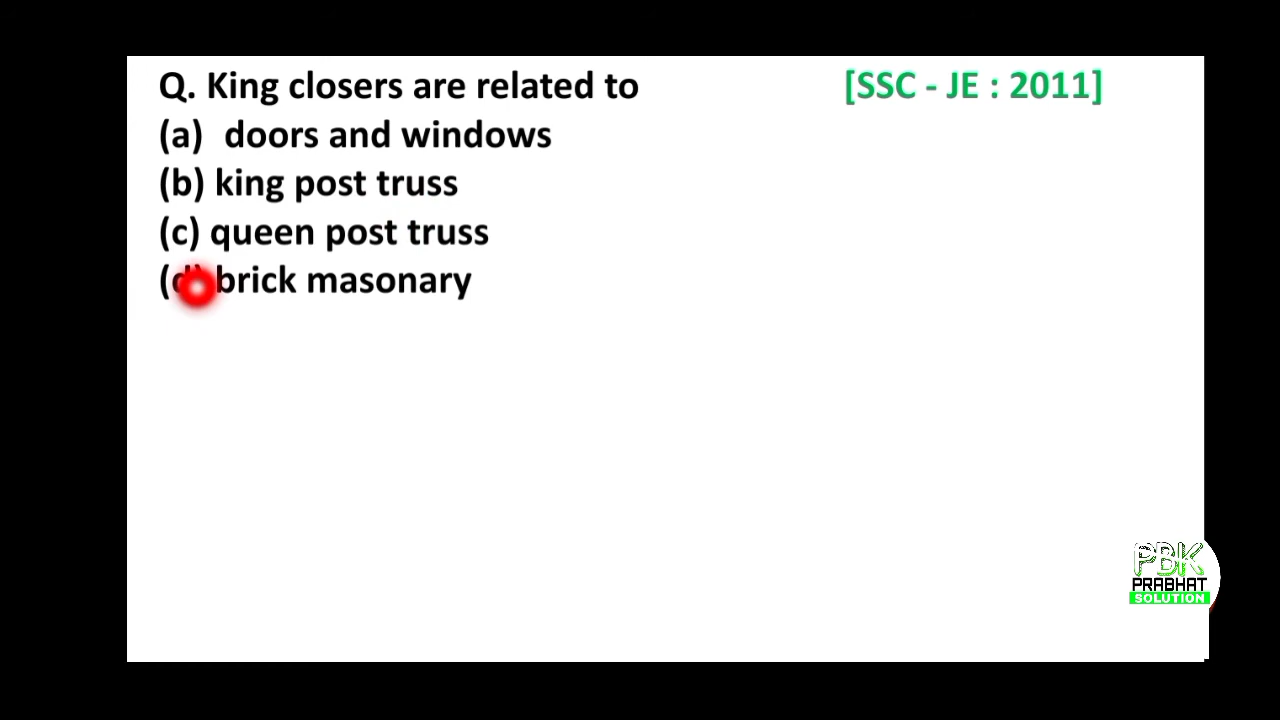 Q. King closers are related to [SSC - JE : 2011]
(a) doors and windows
(b) king post truss
(c) queen post truss
(d) brick masonary
PBK
PRABHAT
SOLUTION